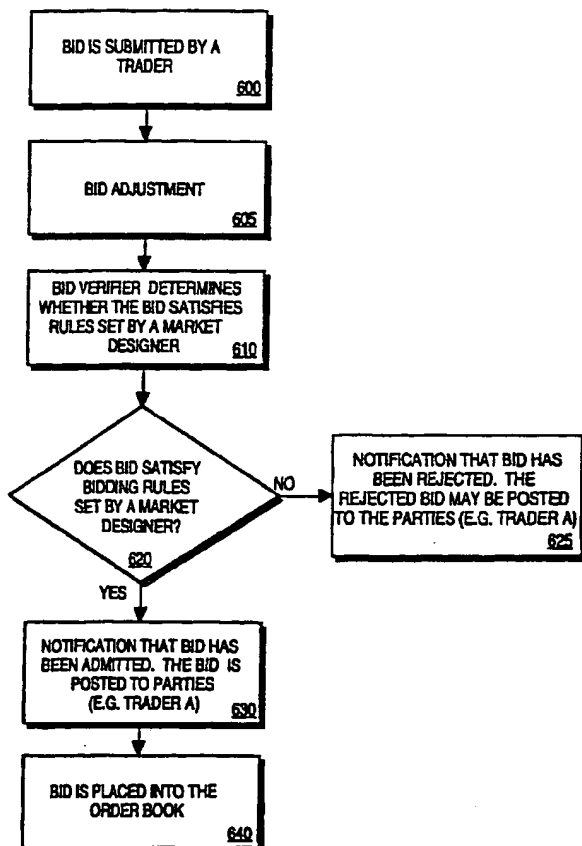 BID IS SUBMITTED BY A
TRADER
600
BID ADJUSTMENT
605
BID VERIFIER DETERMINES
WHETHER THE BID SATISFIES
RULES SET BY A MARKET
DESIGNER
610
DOES BID SATISFY
BIDDING RULES
SET BY A MARKET
DESIGNER?
620
NO
NOTIFICATION THAT BID HAS
BEEN REJECTED. THE
REJECTED BID MAY BE POSTED
TO THE PARTIES (E.G. TRADER A)
625
YES
NOTIFICATION THAT BID HAS
BEEN ADMITTED. THE BID IS
POSTED TO PARTIES
(E.G. TRADER A)
630
BID IS PLACED INTO THE
ORDER BOOK
640